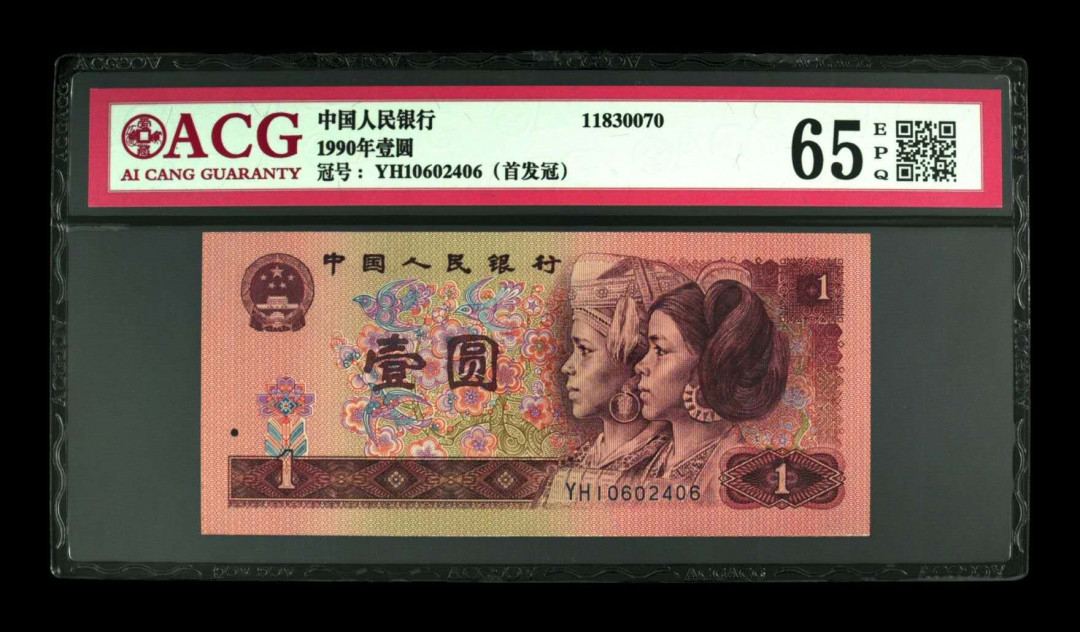 ACG
AI CANG GUARANTY
中国人民银行
11830070
1990年壹圆
冠号：YH10602406（首发冠）
65
EPQ
中国人民银行
1
壹圆
1
YH10602406
1